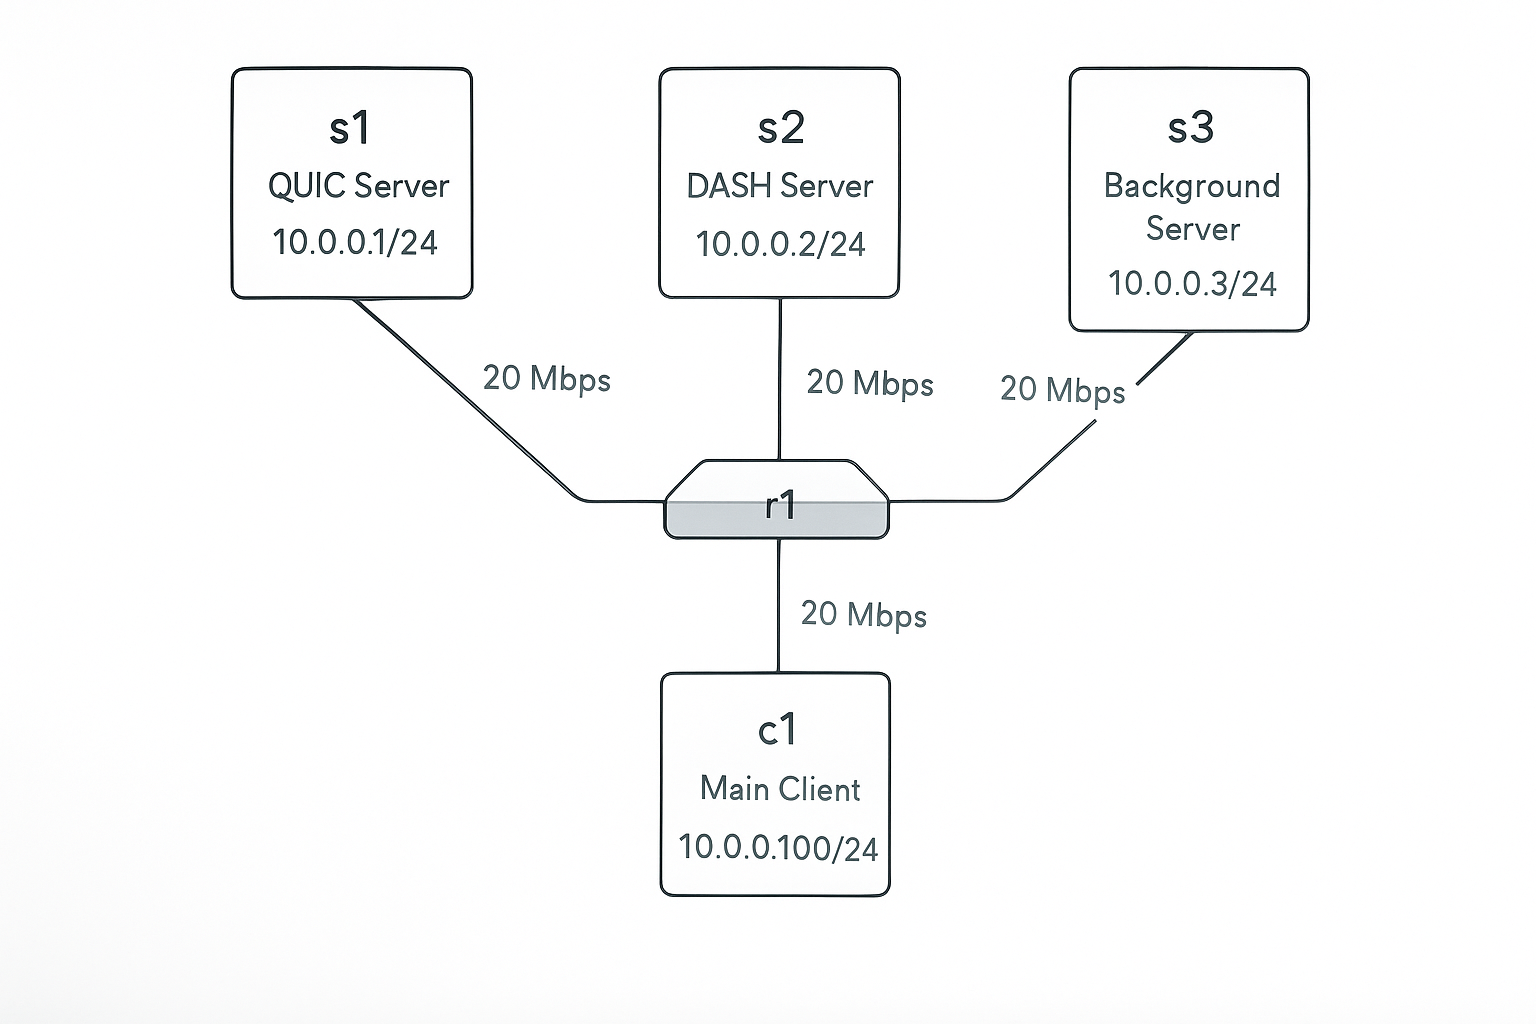 s1
QUIC Server
10.0.0.1/24
s2
DASH Server
10.0.0.2/24
s3
Background
Server
10.0.0.3/24
20 Mbps
20 Mbps
20 Mbps
r1
20 Mbps
c1
Main Client
10.0.0.100/24